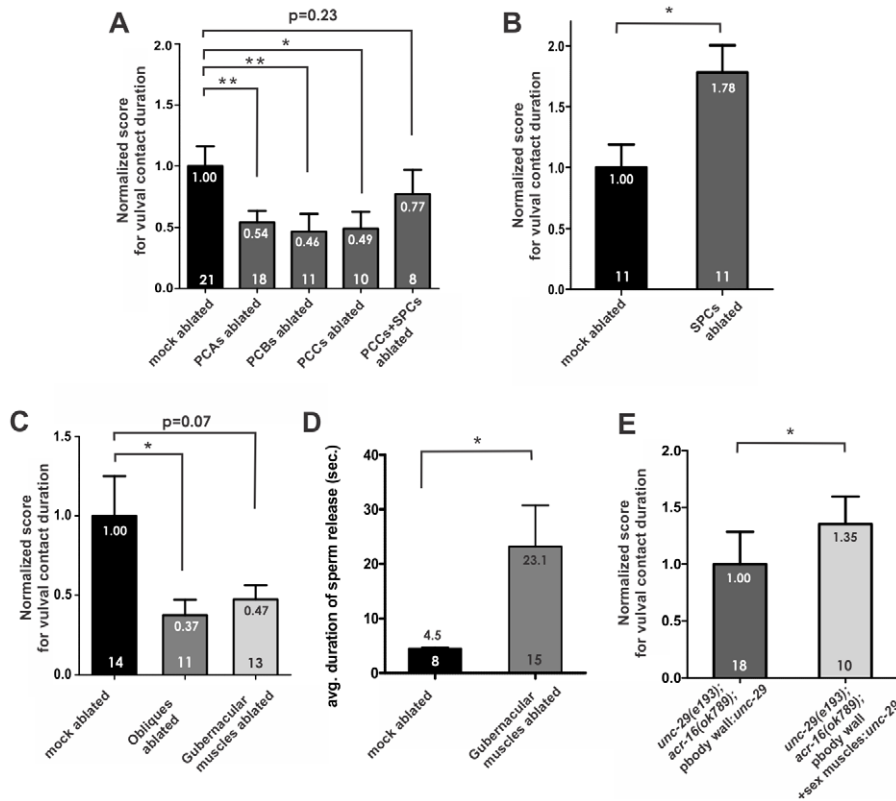 A
p=0.23
*
**
**
Normalized score
for vulval contact duration
2.0
1.5
1.0
0.5
0.0
1.00
0.54
0.46
0.49
0.77
21
18
11
10
8
mock ablated
PCAs ablated
PCBs ablated
PCCs ablated
PCCs+SPCs
ablated
B
*
Normalized score
for vulval contact duration
2.0
1.5
1.0
0.5
0.0
1.00
1.78
11
11
mock ablated
SPCs
ablated
C
p=0.07
*
Normalized score
for vulval contact duration
1.5
1.0
0.5
0.0
1.00
0.37
0.47
14
11
13
mock ablated
Obliques
ablated
Gubernacular
muscles ablated
D
*
avg. duration of sperm release (sec.)
40
30
20
10
0
4.5
23.1
8
15
mock ablated
Gubernacular
muscles ablated
E
*
Normalized score
for vulval contact duration
2.0
1.5
1.0
0.5
0.0
1.00
1.35
18
10
unc-29(e193);
acr-16(ok789);
pbody wall:unc-29
unc-29(e193);
acr-16(ok789);
pbody wall
+sex muscles:unc-29